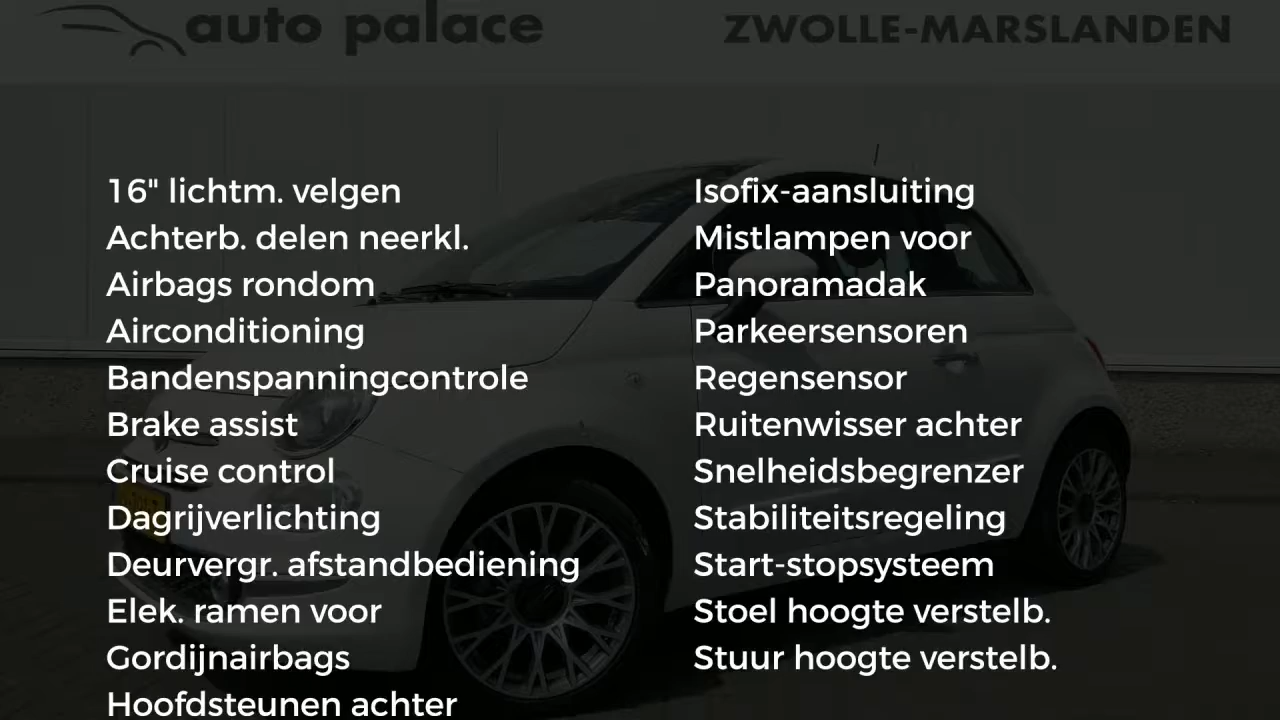 auto palace
ZWOLLE-MARSLANDEN
16" lichtm. velgen
Achterb. delen neerkl.
Airbags rondom
Airconditioning
Bandenspanningcontrole
Brake assist
Cruise control
Dagrijverlichting
Deurvergr. afstandbediening
Elek. ramen voor
Gordijnairbags
Hoofdsteunen achter
Isofix-aansluiting
Mistlampen voor
Panoramadak
Parkeersensoren
Regensensor
Ruitenwisser achter
Snelheidsbegrenzer
Stabiliteitsregeling
Start-stopsysteem
Stoel hoogte verstelb.
Stuur hoogte verstelb.